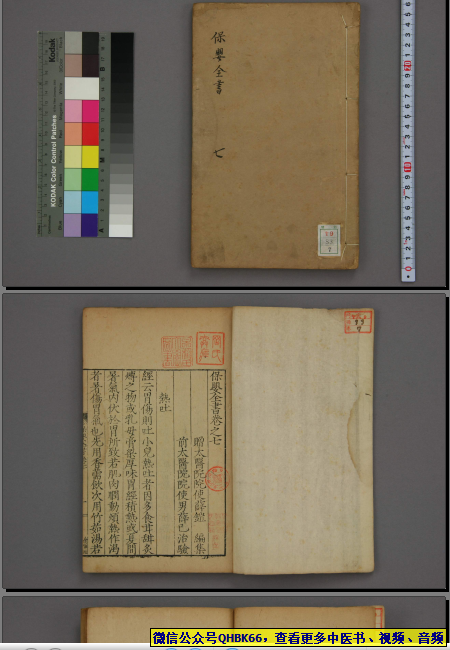 Kodak
KODAK Color Control Patches
保嬰全書
七
保嬰全書卷之七
贈太醫院院使薛鎧 編集
前太醫院院使男薛己治驗
熱吐
經云胃傷則吐小兒熱吐者因多食甘甜炙
煿之物或乳母膏粱厚味胃經積熱或夏間
暑氣內伏於胃所致若肌肉瞤動煩熱作渴
者暑傷胃氣也先用香薷飲次用竹茹湯若
微信公众号QHBK66，查看更多中医书、视频、音频